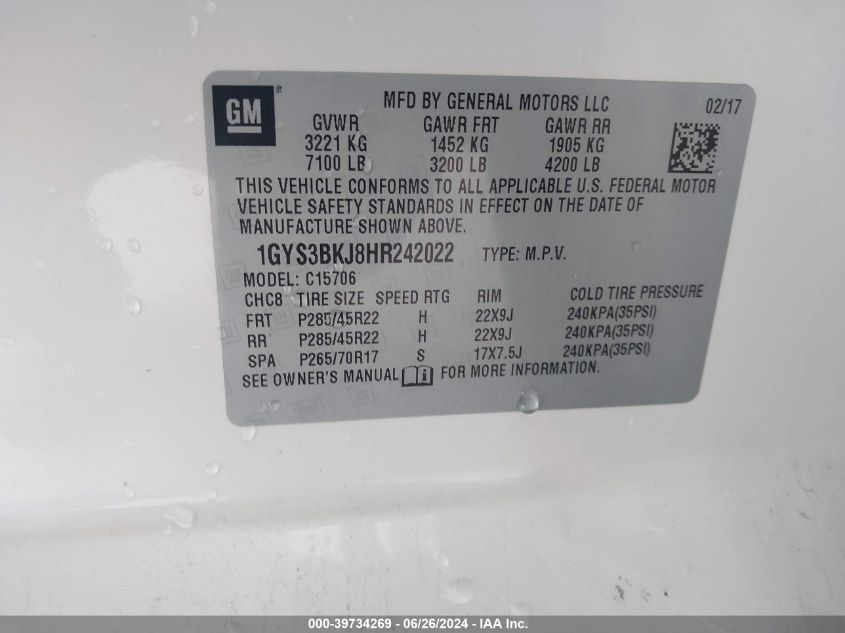 GM
MFD BY GENERAL MOTORS LLC 02/17
GVWR GAWR FRT GAWR RR
3221 KG 1452 KG 1905 KG
7100 LB 3200 LB 4200 LB
THIS VEHICLE CONFORMS TO ALL APPLICABLE U.S. FEDERAL MOTOR
VEHICLE SAFETY STANDARDS IN EFFECT ON THE DATE OF
MANUFACTURE SHOWN ABOVE.
1GYS3BKJ8HR242022 TYPE: M.P.V.
MODEL: C15706
CHC8 TIRE SIZE SPEED RTG RIM COLD TIRE PRESSURE
FRT P285/45R22 H 22X9J 240KPA(35PSI)
RR P285/45R22 H 22X9J 240KPA(35PSI)
SPA P265/70R17 S 17X7.5J 240KPA(35PSI)
SEE OWNER'S MANUAL FOR MORE INFORMATION.
000-39734269 - 06/26/2024 - IAA Inc.